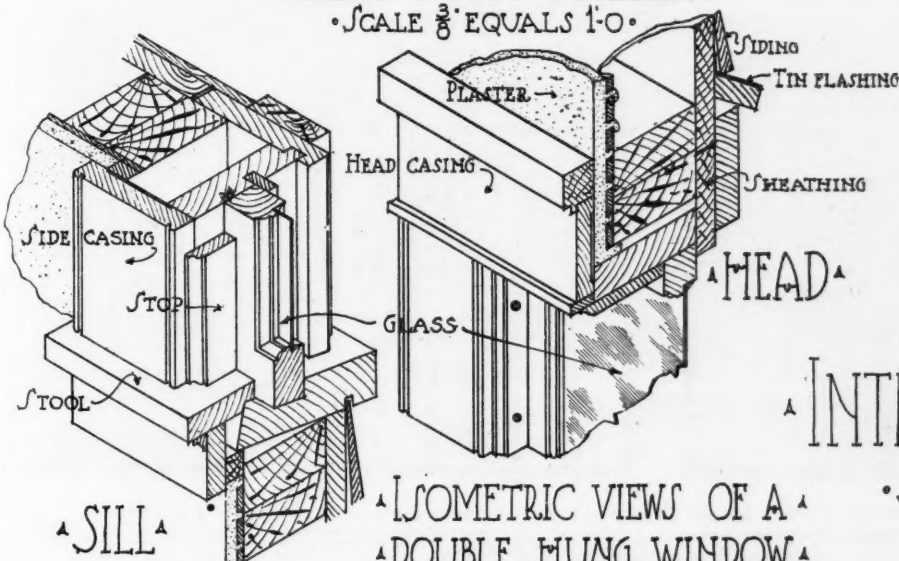 ·SCALE 3/8" EQUALS 1'-0·
SIDING
TIN FLASHING
PLASTER
HEAD CASING
SHEATHING
SIDE CASING
STOP
HEAD
GLASS
STOOL
ISOMETRIC VIEWS OF A
SILL
DOUBLE HUNG WINDOW